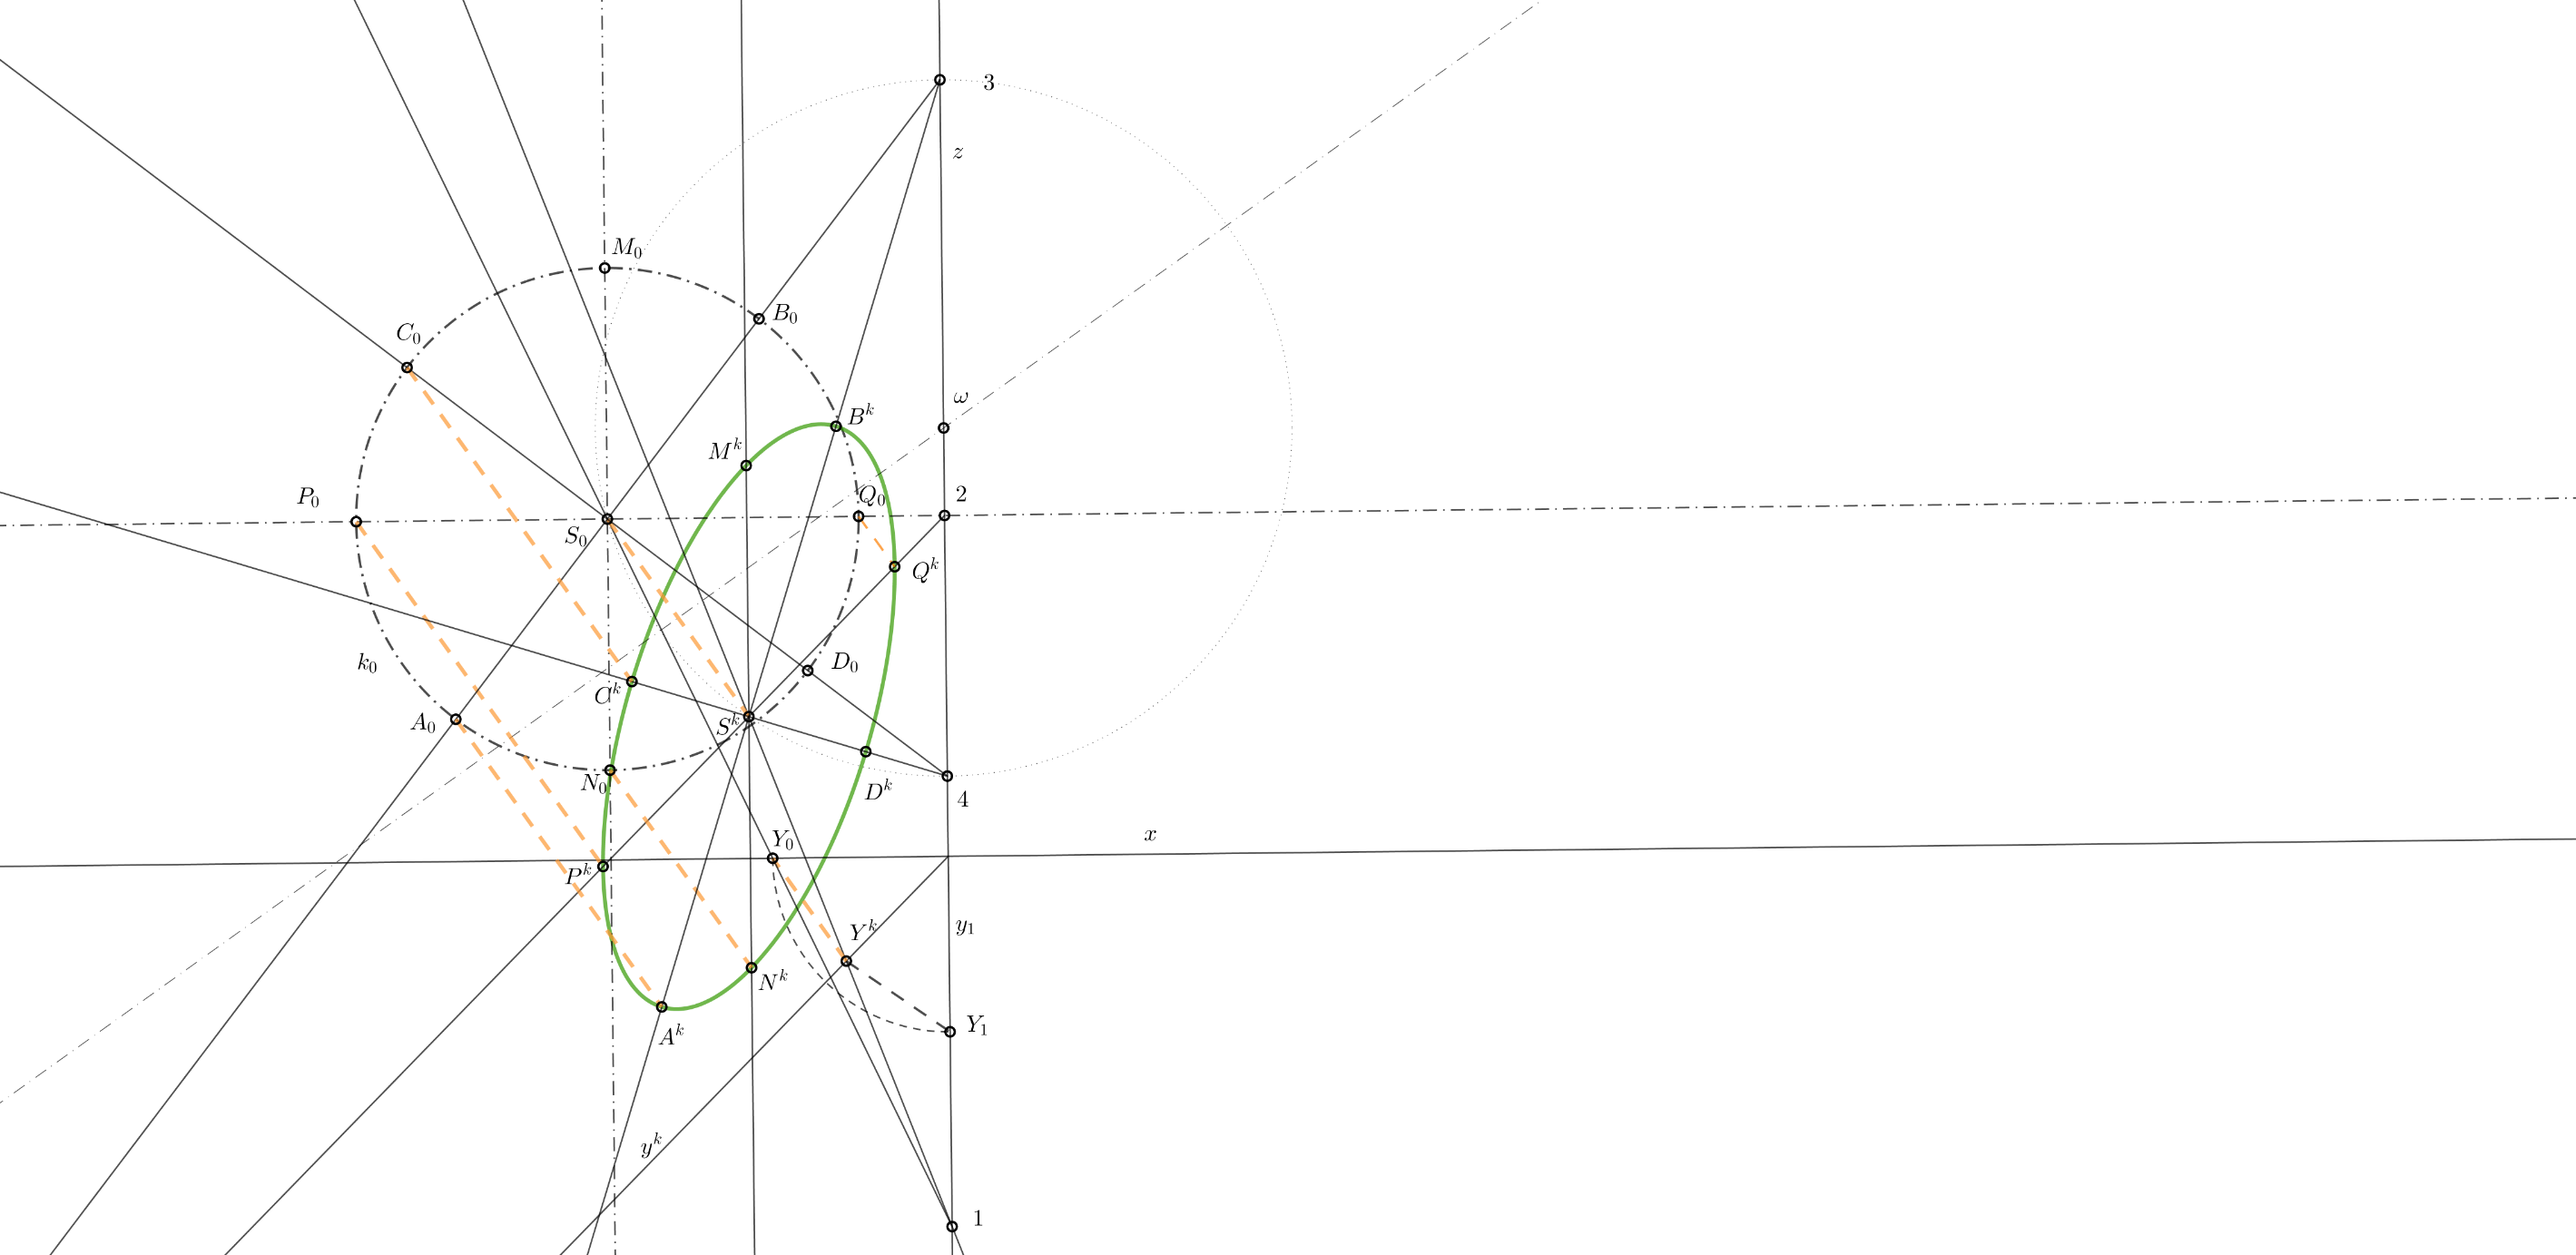 3
z
M₀
B₀
C₀
ω
Bᵏ
Mᵏ
P₀
Q₀
2
S₀
Qᵏ
k₀
D₀
Cᵏ
A₀
Sᵏ
N₀
Dᵏ
4
x
Y₀
Pᵏ
Yᵏ
y₁
Nᵏ
Y₁
Aᵏ
yᵏ
1